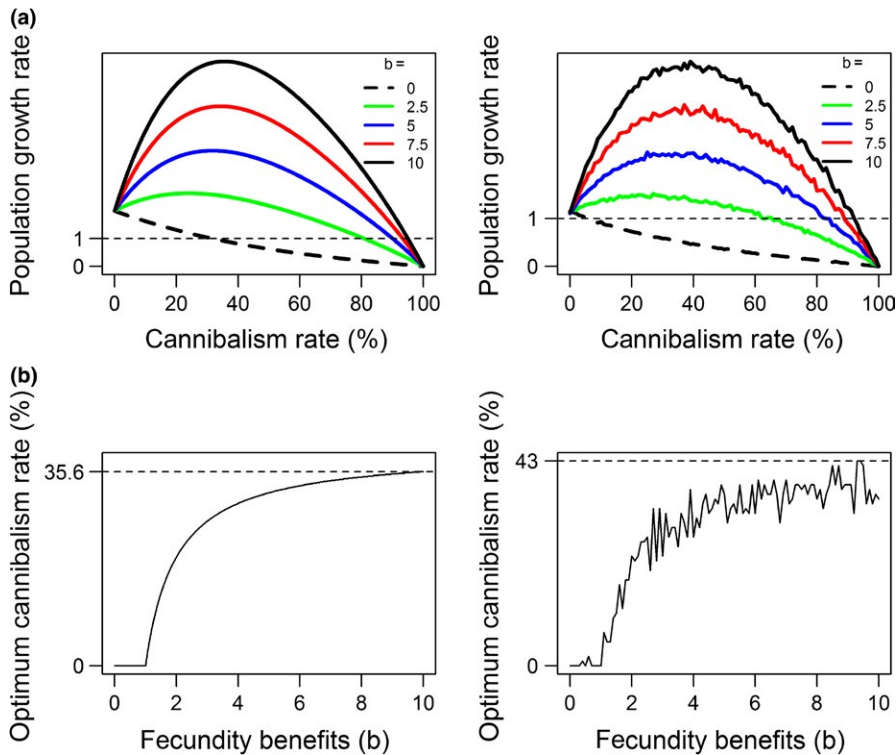 (a)
Population growth rate
1
0
b =
0
2.5
5
7.5
10
0 20 40 60 80 100
Cannibalism rate (%)
Population growth rate
1
0
b =
0
2.5
5
7.5
10
0 20 40 60 80 100
Cannibalism rate (%)
(b)
Optimum cannibalism rate (%)
35.6
0
0 2 4 6 8 10
Fecundity benefits (b)
Optimum cannibalism rate (%)
43
0
0 2 4 6 8 10
Fecundity benefits (b)